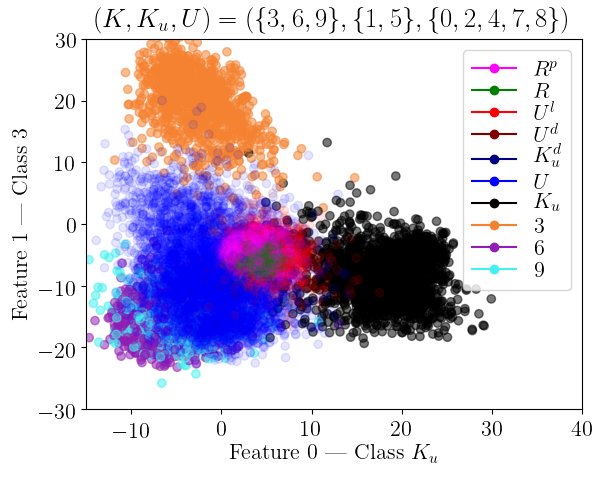 (K, K_u, U) = ({3, 6, 9}, {1, 5}, {0, 2, 4, 7, 8})
30
20
10
0
−10
−20
−30
Feature 1 — Class 3
R^p
R
U^l
U^d
K_u^d
U
K_u
3
6
9
−10
0
10
20
30
40
Feature 0 — Class K_u